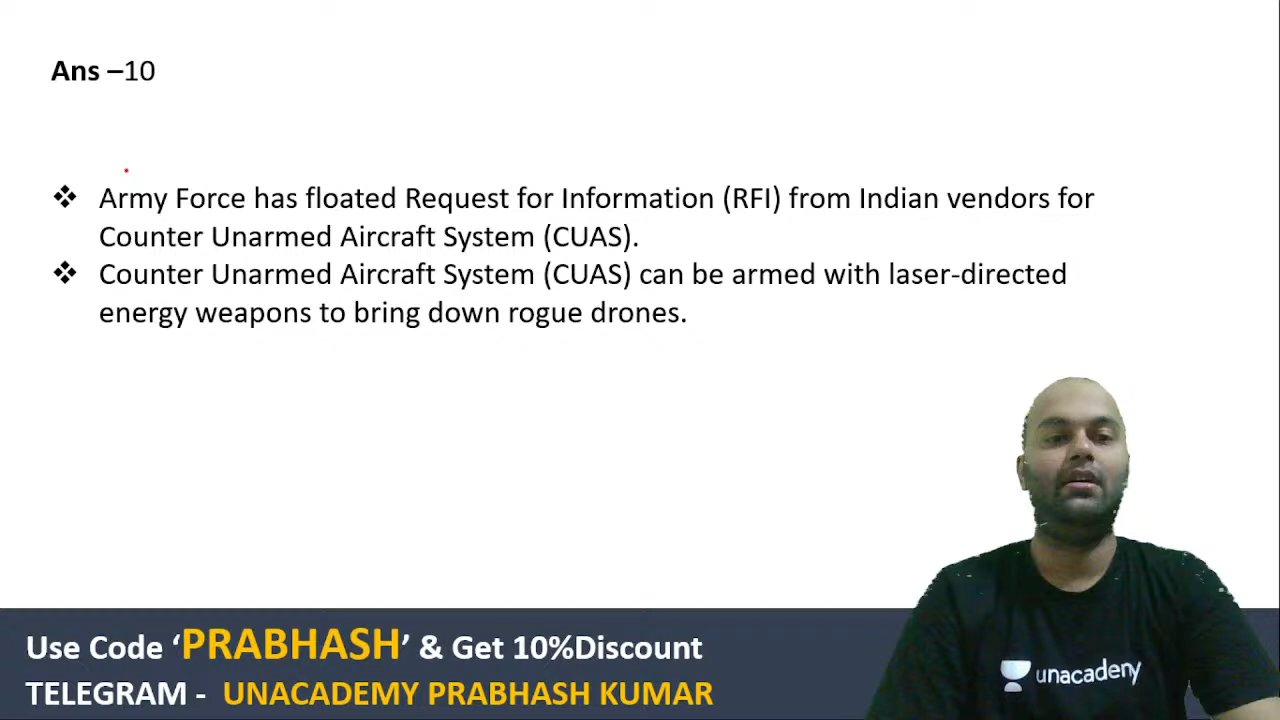 Ans –10
❖ Army Force has floated Request for Information (RFI) from Indian vendors for
Counter Unarmed Aircraft System (CUAS).
❖ Counter Unarmed Aircraft System (CUAS) can be armed with laser-directed
energy weapons to bring down rogue drones.
unacademy
Use Code ‘PRABHASH’ & Get 10%Discount
TELEGRAM - UNACADEMY PRABHASH KUMAR